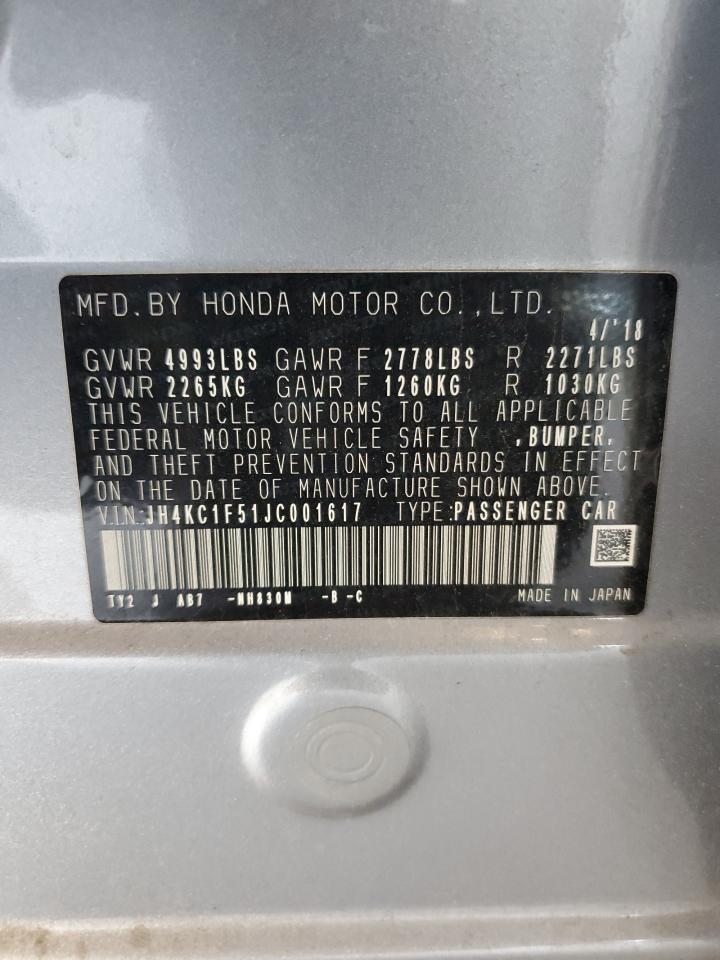 MFD. BY HONDA MOTOR CO.,LTD.
4/'18
GVWR 4993LBS GAWR F 2778LBS R 2271LBS
GVWR 2265KG GAWR F 1260KG R 1030KG
THIS VEHICLE CONFORMS TO ALL APPLICABLE
FEDERAL MOTOR VEHICLE SAFETY ,BUMPER,
AND THEFT PREVENTION STANDARDS IN EFFECT
ON THE DATE OF MANUFACTURE SHOWN ABOVE.
V.I.N.:JH4KC1F51JC001617 TYPE:PASSENGER CAR
TY2 J AB7 -NH830M -B -C MADE IN JAPAN